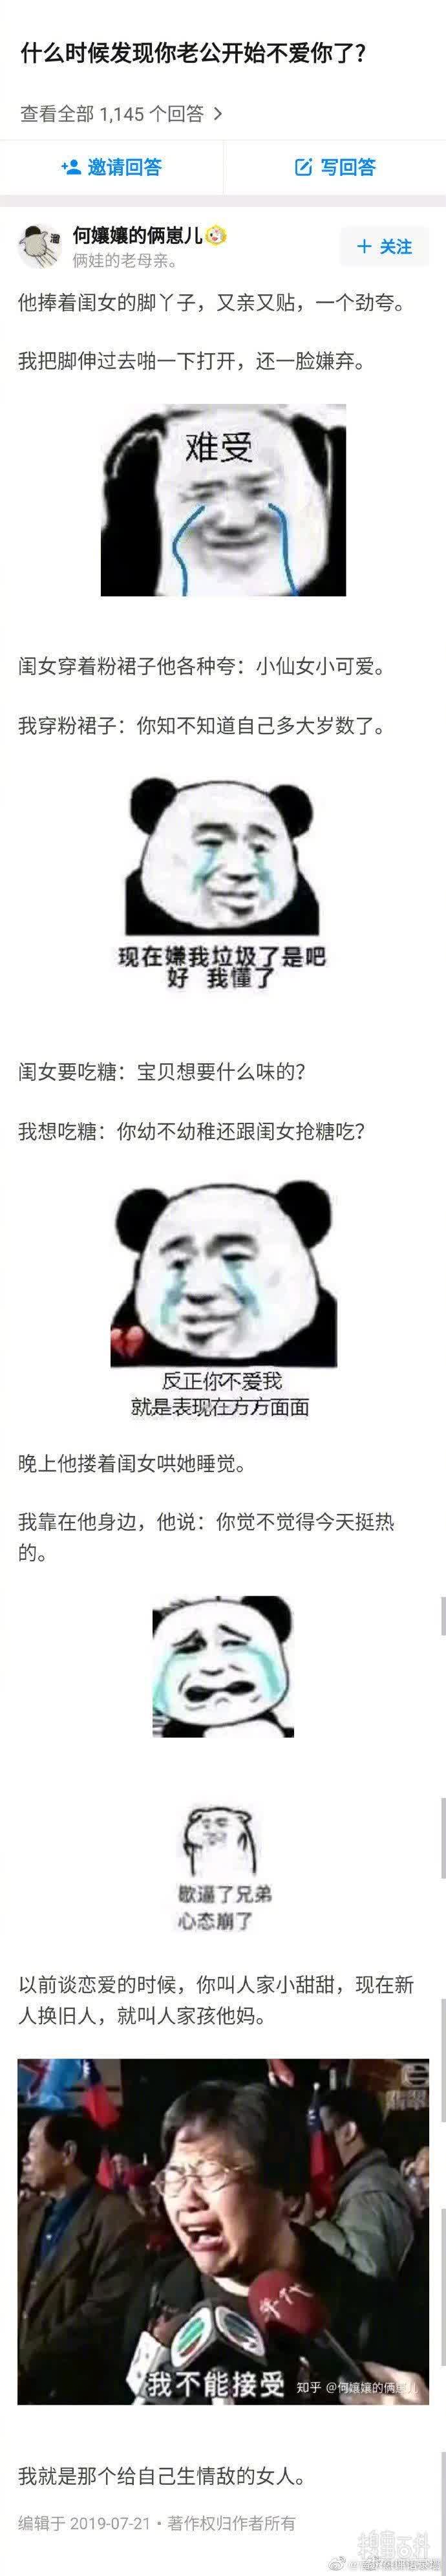 什么时候发现你老公开始不爱你了?
查看全部 1,145 个回答 >
邀请回答
写回答
何孃孃的俩崽儿
俩娃的老母亲。
+ 关注
他捧着闺女的脚丫子，又亲又贴，一个劲夸。
我把脚伸过去啪一下打开，还一脸嫌弃。
难受
闺女穿着粉裙子他各种夸：小仙女小可爱。
我穿粉裙子：你知不知道自己多大岁数了。
现在嫌我垃圾了是吧
好 我懂了
闺女要吃糖：宝贝想要什么味的?
我想吃糖：你幼不幼稚还跟闺女抢糖吃?
反正你不爱我
就是表现在方方面面
晚上他搂着闺女哄她睡觉。
我靠在他身边，他说：你觉不觉得今天挺热
的。
歇逼了兄弟
心态崩了
以前谈恋爱的时候，你叫人家小甜甜，现在新
人换旧人，就叫人家孩他妈。
我不能接受
知乎 @何孃孃的俩崽儿
我就是那个给自己生情敌的女人。
编辑于 2019-07-21 · 著作权归作者所有